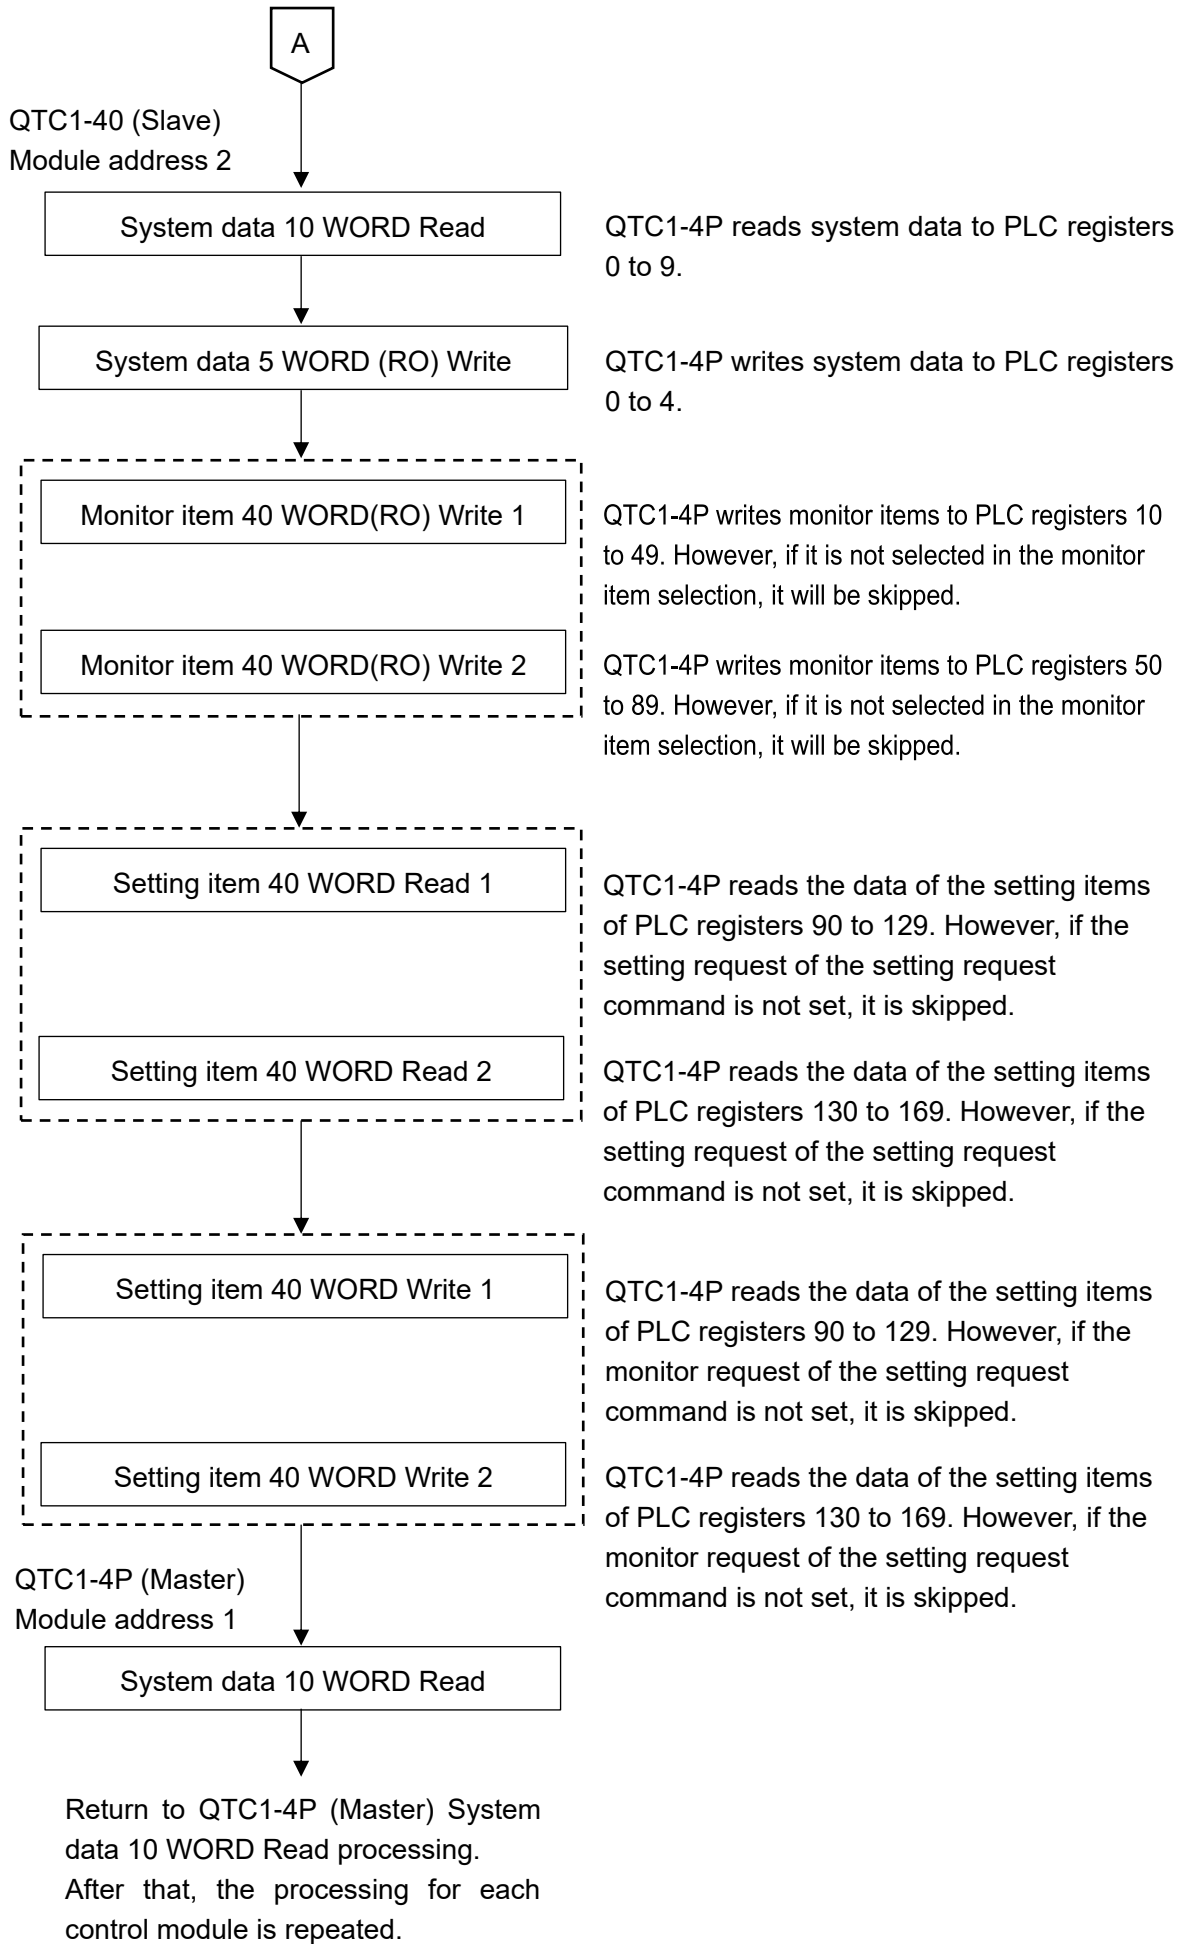 A
QTC1-40 (Slave)
Module address 2
System data 10 WORD Read
QTC1-4P reads system data to PLC registers
0 to 9.
System data 5 WORD (RO) Write
QTC1-4P writes system data to PLC registers
0 to 4.
Monitor item 40 WORD(RO) Write 1
QTC1-4P writes monitor items to PLC registers 10
to 49. However, if it is not selected in the monitor
item selection, it will be skipped.
Monitor item 40 WORD(RO) Write 2
QTC1-4P writes monitor items to PLC registers 50
to 89. However, if it is not selected in the monitor
item selection, it will be skipped.
Setting item 40 WORD Read 1
QTC1-4P reads the data of the setting items
of PLC registers 90 to 129. However, if the
setting request of the setting request
command is not set, it is skipped.
Setting item 40 WORD Read 2
QTC1-4P reads the data of the setting items
of PLC registers 130 to 169. However, if the
setting request of the setting request
command is not set, it is skipped.
Setting item 40 WORD Write 1
QTC1-4P reads the data of the setting items
of PLC registers 90 to 129. However, if the
monitor request of the setting request
command is not set, it is skipped.
Setting item 40 WORD Write 2
QTC1-4P reads the data of the setting items
of PLC registers 130 to 169. However, if the
monitor request of the setting request
command is not set, it is skipped.
QTC1-4P (Master)
Module address 1
System data 10 WORD Read
Return to QTC1-4P (Master) System
data 10 WORD Read processing.
After that, the processing for each
control module is repeated.